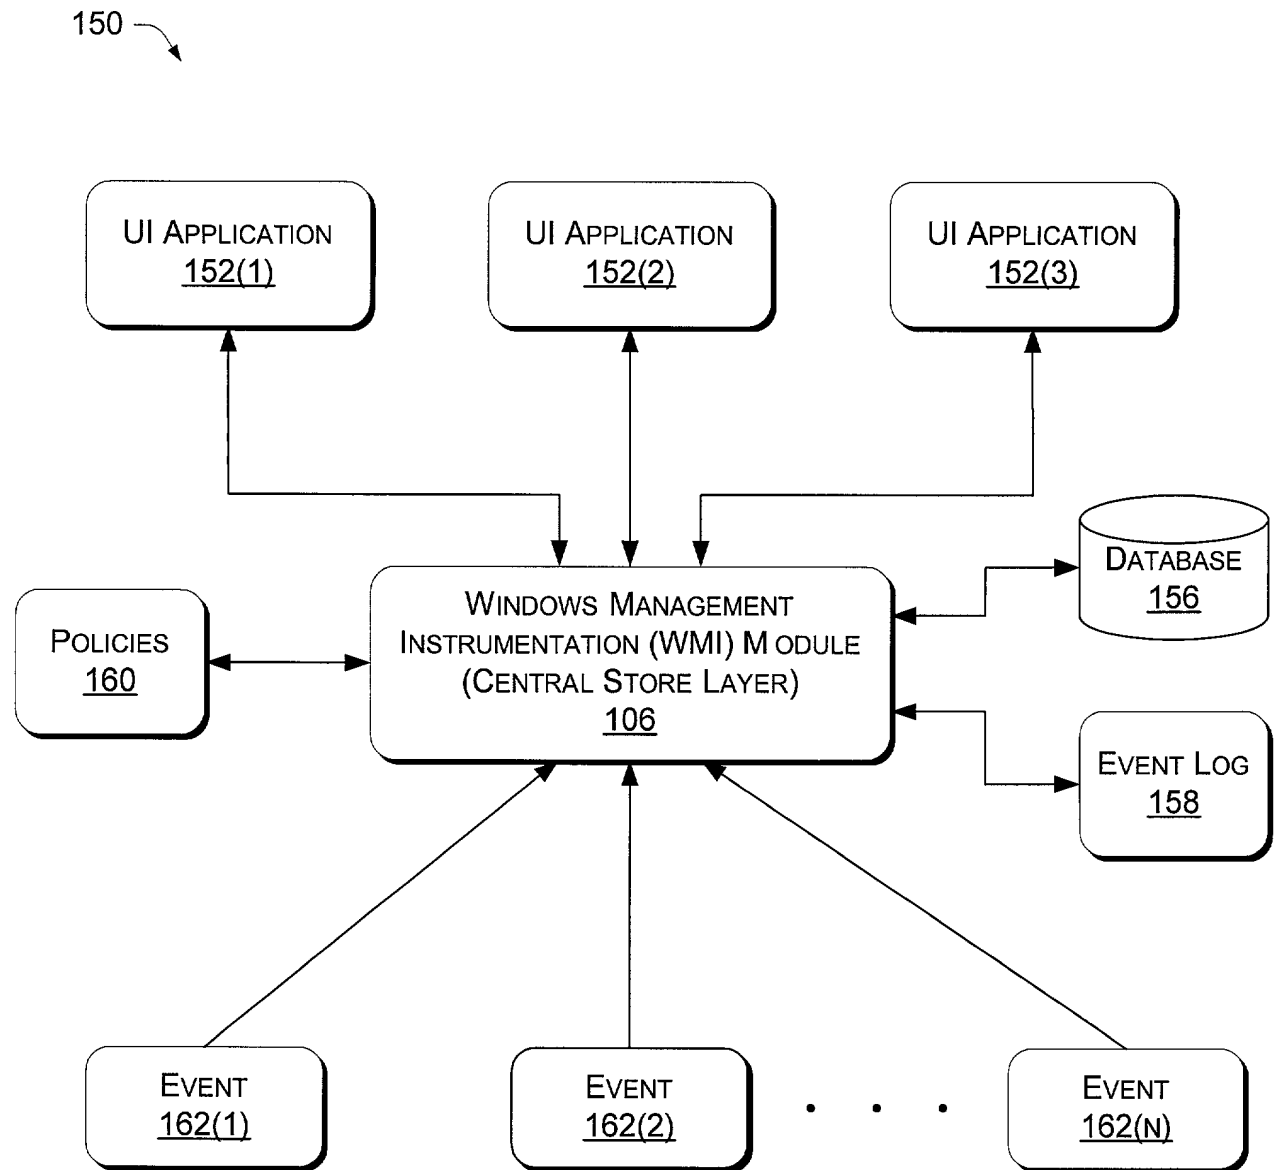 150
UI APPLICATION
152(1)
UI APPLICATION
152(2)
UI APPLICATION
152(3)
DATABASE
156
WINDOWS MANAGEMENT
INSTRUMENTATION (WMI) MODULE
(CENTRAL STORE LAYER)
106
POLICIES
160
EVENT LOG
158
EVENT
162(1)
EVENT
162(2)
. . .
EVENT
162(N)